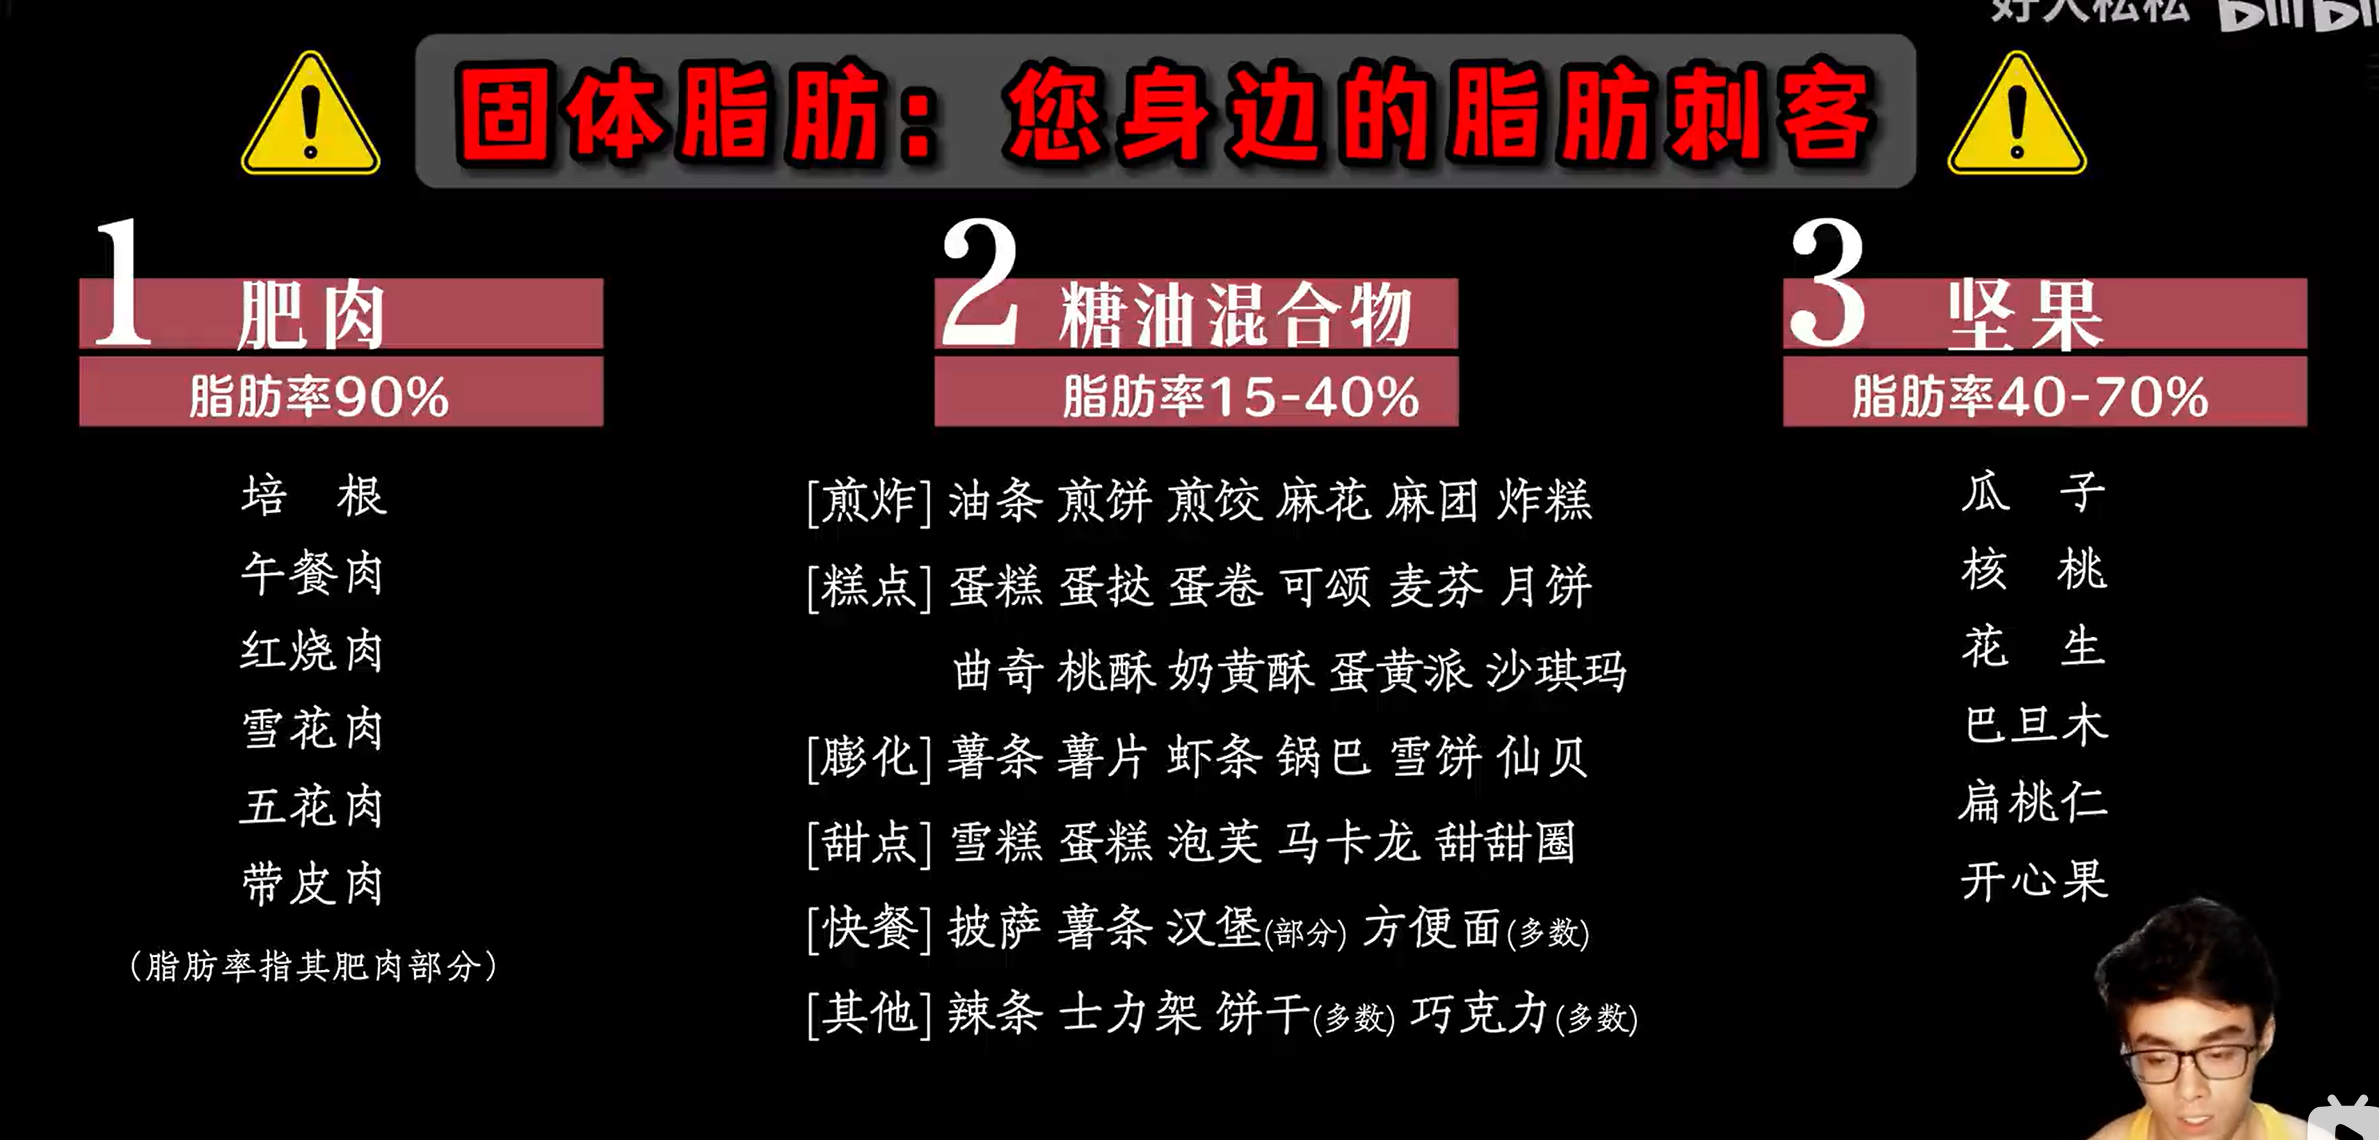 好人松松 bilibili
固体脂肪：您身边的脂肪刺客
1 肥肉
脂肪率90%
培 根
午餐肉
红烧肉
雪花肉
五花肉
带皮肉
（脂肪率指其肥肉部分）
2 糖油混合物
脂肪率15-40%
[煎炸] 油条 煎饼 煎饺 麻花 麻团 炸糕
[糕点] 蛋糕 蛋挞 蛋卷 可颂 麦芬 月饼
曲奇 桃酥 奶黄酥 蛋黄派 沙琪玛
[膨化] 薯条 薯片 虾条 锅巴 雪饼 仙贝
[甜点] 雪糕 蛋糕 泡芙 马卡龙 甜甜圈
[快餐] 披萨 薯条 汉堡(部分) 方便面(多数)
[其他] 辣条 士力架 饼干(多数) 巧克力(多数)
3 坚果
脂肪率40-70%
瓜 子
核 桃
花 生
巴旦木
扁桃仁
开心果